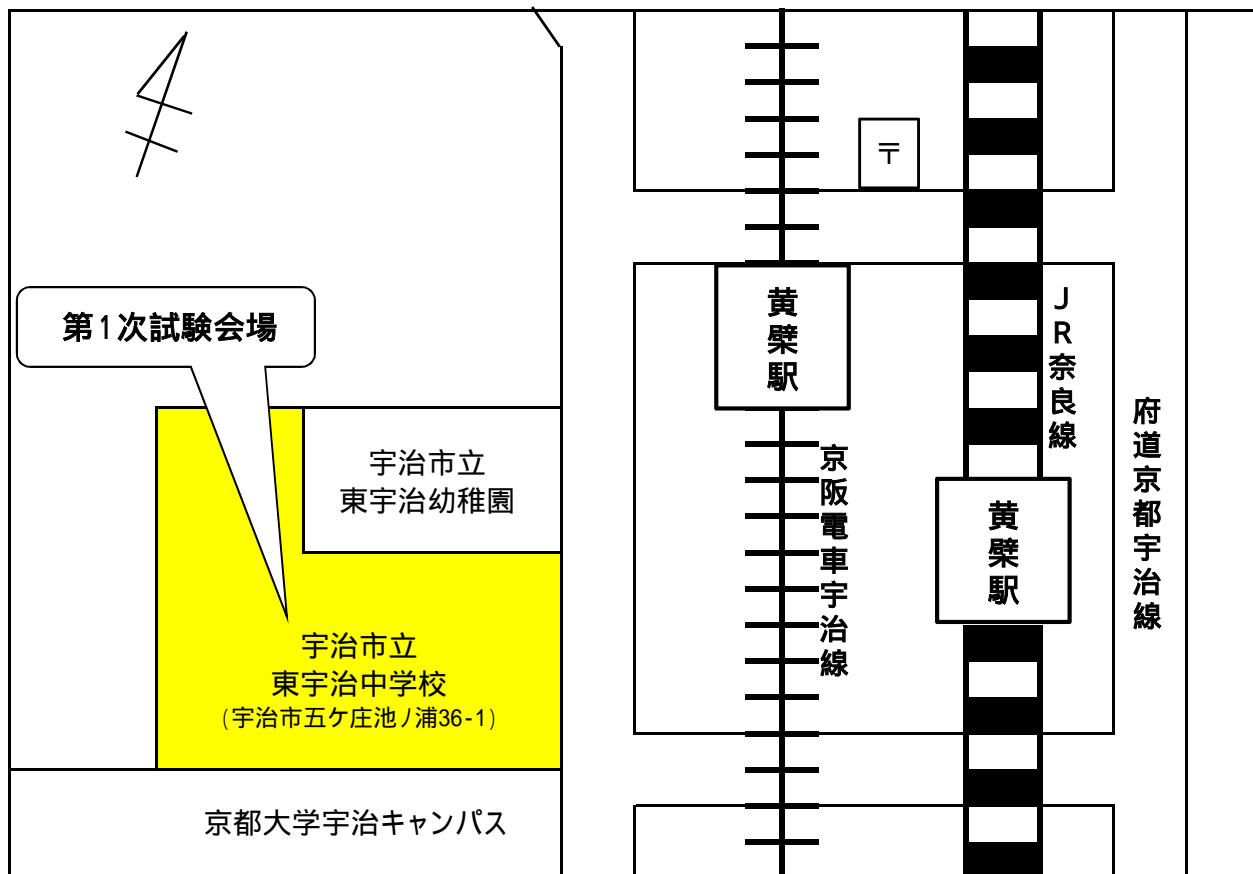 〒
第1次試験会場
黄檗駅
JR奈良線
府道京都宇治線
宇治市立
東宇治幼稚園
京阪電車宇治線
黄檗駅
宇治市立
東宇治中学校
(宇治市五ケ庄池ノ浦36-1)
京都大学宇治キャンパス